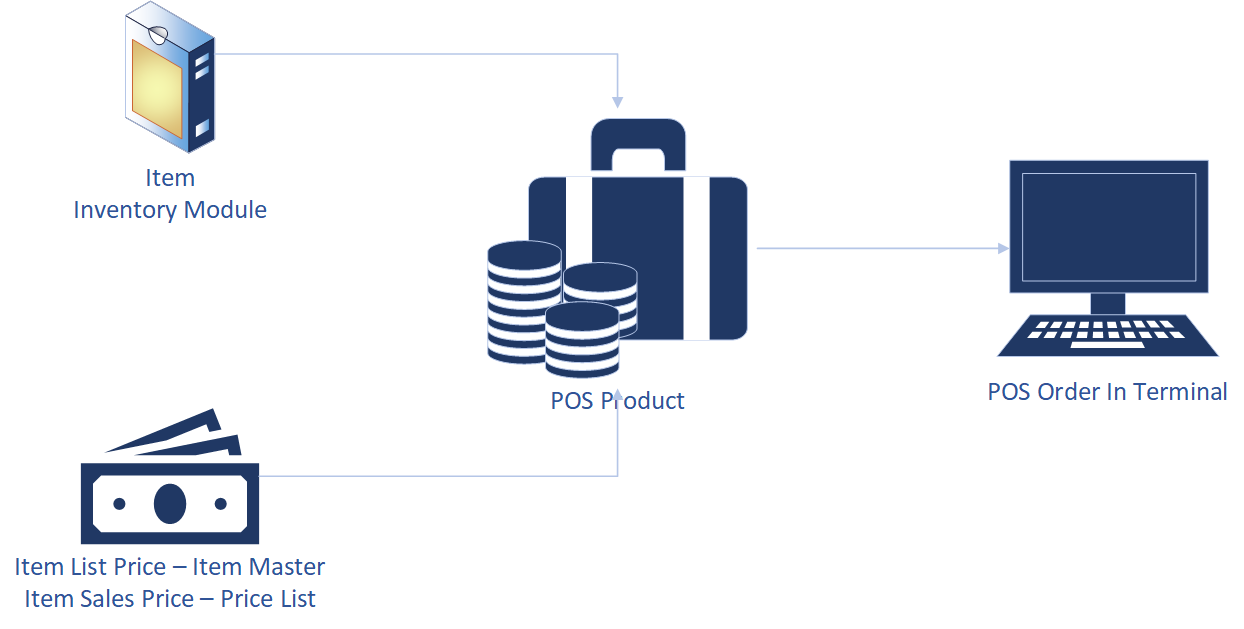 Item
Inventory Module
POS Product
POS Order In Terminal
Item List Price – Item Master
Item Sales Price – Price List